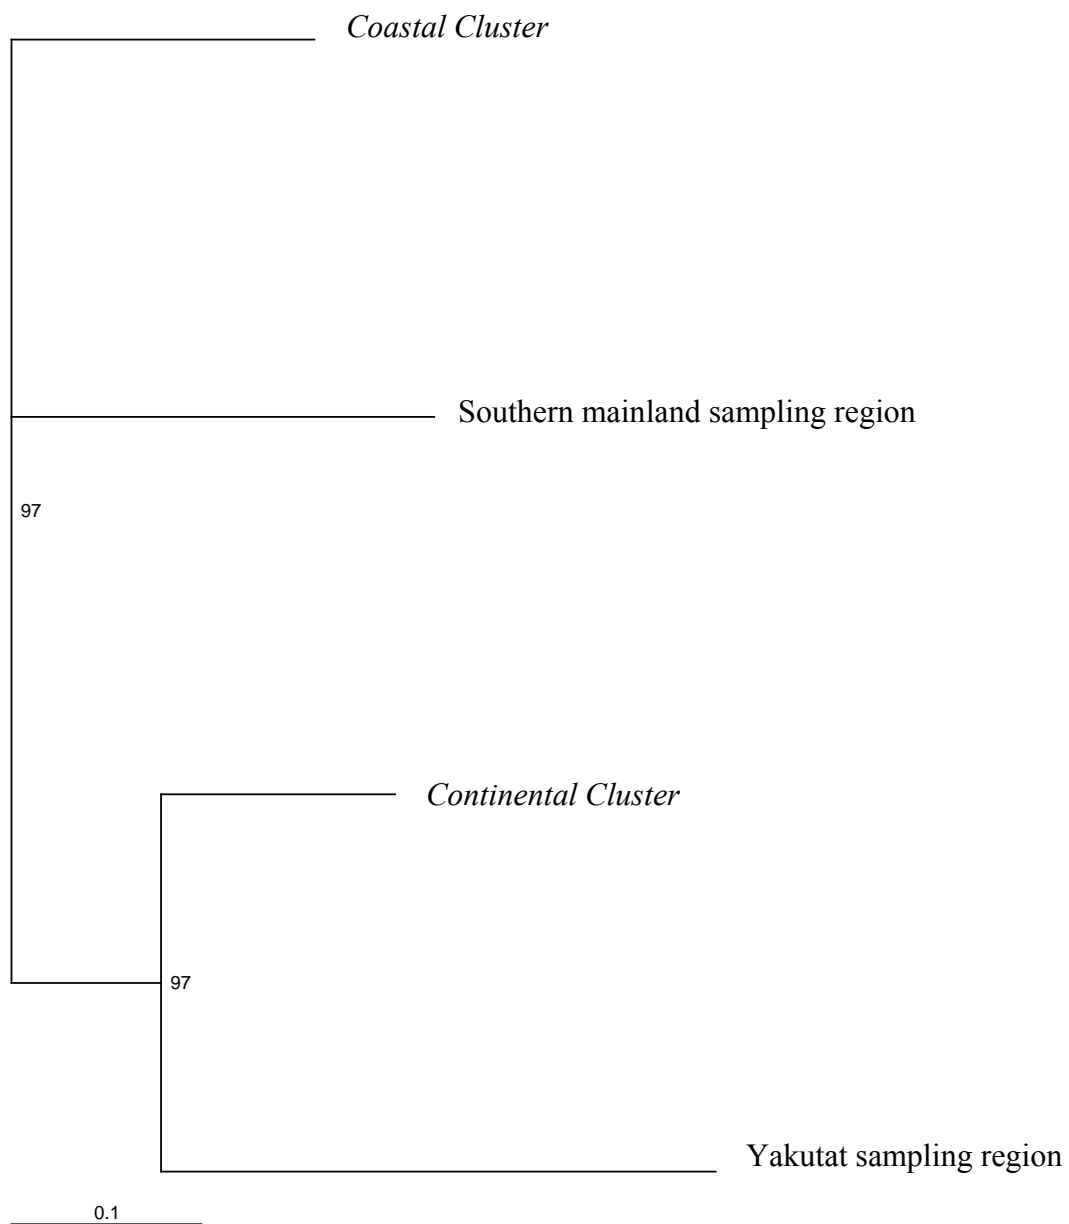 Coastal Cluster
Southern mainland sampling region
97
Continental Cluster
97
Yakutat sampling region
0.1